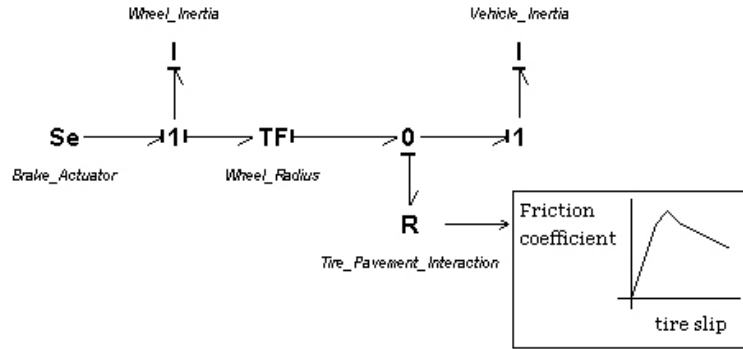 Wheel_Inertia
Vehicle_Inertia
I
I
Se
1
TF
0
1
Brake_Actuator
Wheel_Radius
R
Tire_Pavement_Interaction
Friction
coefficient
tire slip